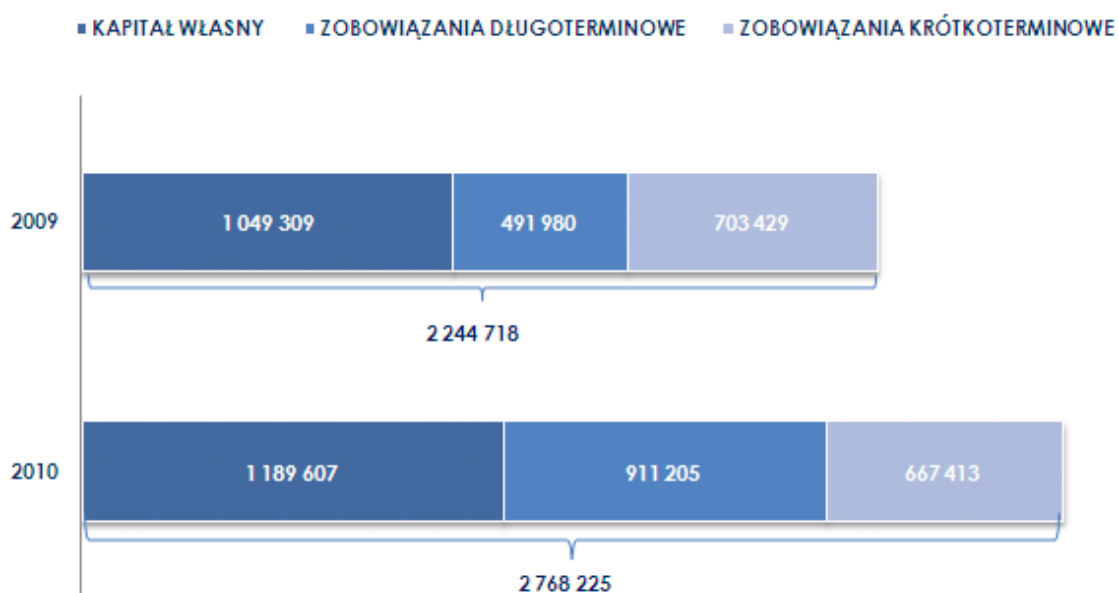 KAPITAŁ WŁASNY ZOBOWIĄZANIA DŁUGOTERMINOWE ZOBOWIĄZANIA KRÓTKOTERMINOWE
2009 1 049 309 491 980 703 429
2 244 718
2010 1 189 607 911 205 667 413
2 768 225